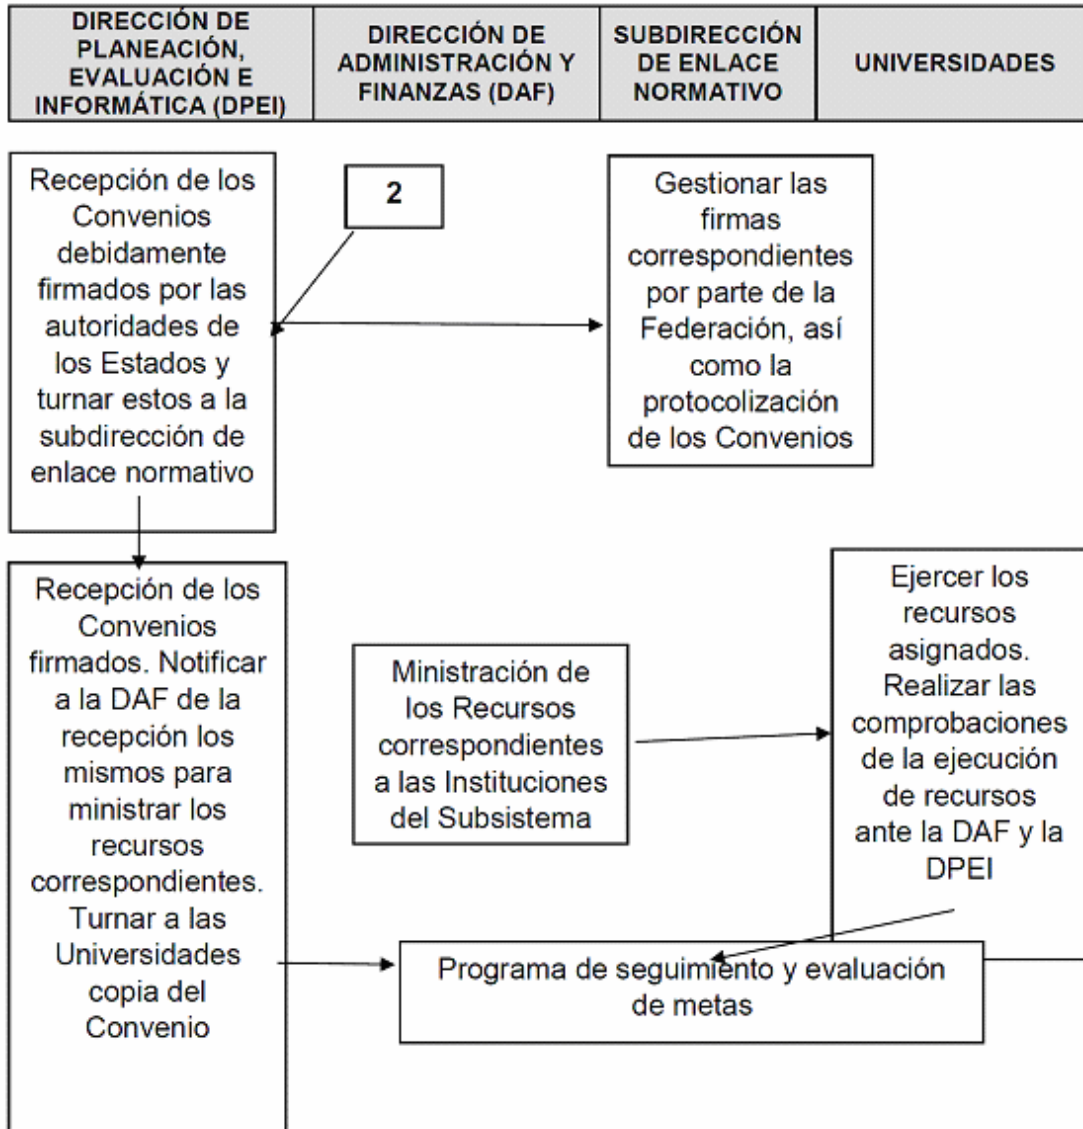 DIRECCIÓN DE
PLANEACIÓN,
EVALUACIÓN E
INFORMÁTICA (DPEI)
DIRECCIÓN DE
ADMINISTRACIÓN Y
FINANZAS (DAF)
SUBDIRECCIÓN
DE ENLACE
NORMATIVO
UNIVERSIDADES
Recepción de los
Convenios
debidamente
firmados por las
autoridades de
los Estados y
turnar estos a la
subdirección de
enlace normativo
2
Gestionar las
firmas
correspondientes
por parte de la
Federación, así
como la
protocolización
de los Convenios
Recepción de los
Convenios
firmados. Notificar
a la DAF de la
recepción los
mismos para
ministrar los
recursos
correspondientes.
Turnar a las
Universidades
copia del
Convenio
Ministración de
los Recursos
correspondientes
a las Instituciones
del Subsistema
Ejercer los
recursos
asignados.
Realizar las
comprobaciones
de la ejecución
de recursos
ante la DAF y la
DPEI
Programa de seguimiento y evaluación
de metas